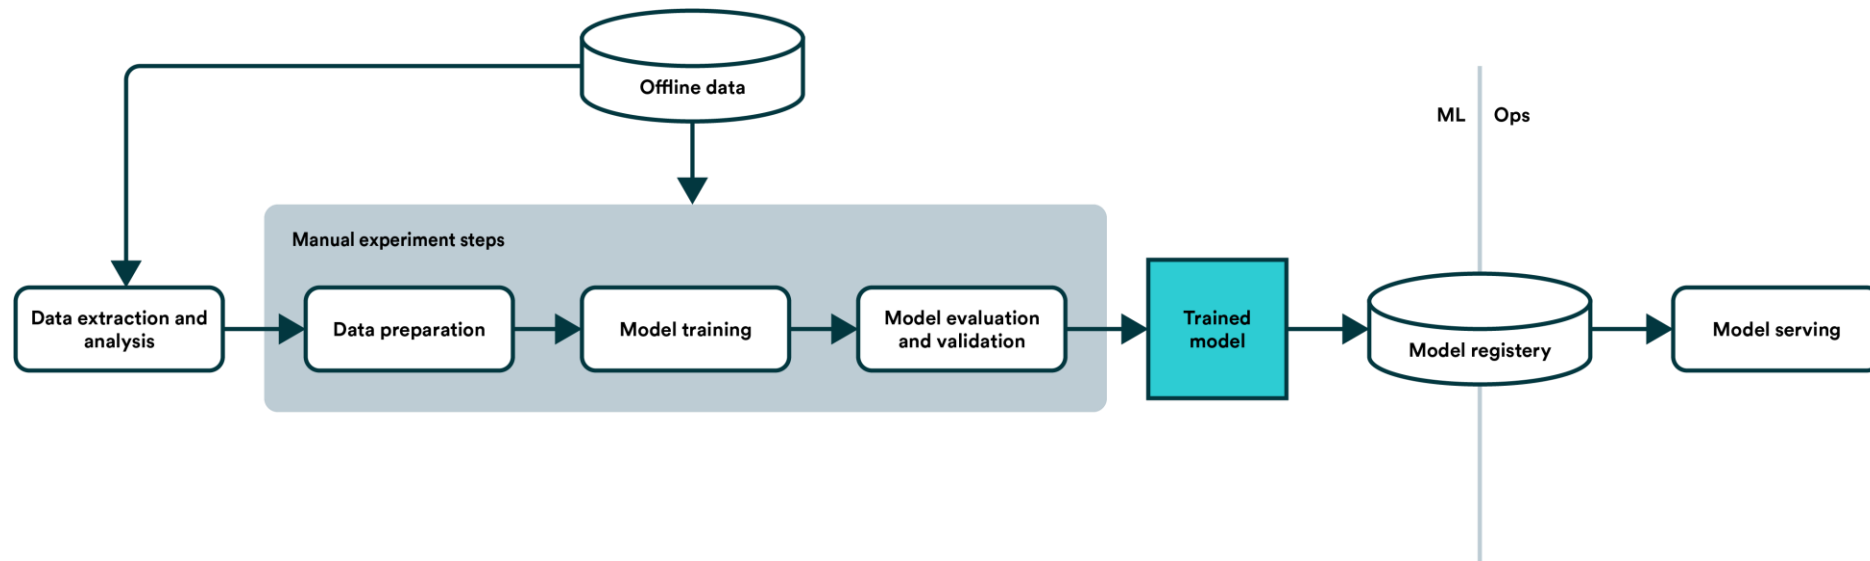 Offline data
ML
Ops
Manual experiment steps
Data extraction and
analysis
Data preparation
Model training
Model evaluation
and validation
Trained
model
Model registery
Model serving